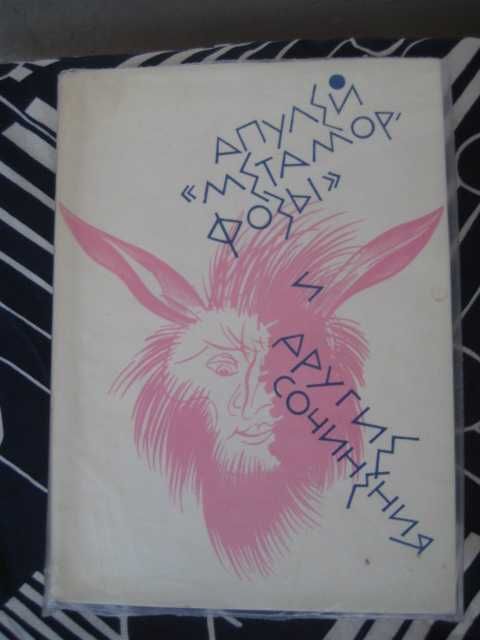 АПУЛЕЙ
«МЕТАМОР-
ФОЗЫ»
И
ДРУГИЕ
СОЧИНЕНИЯ